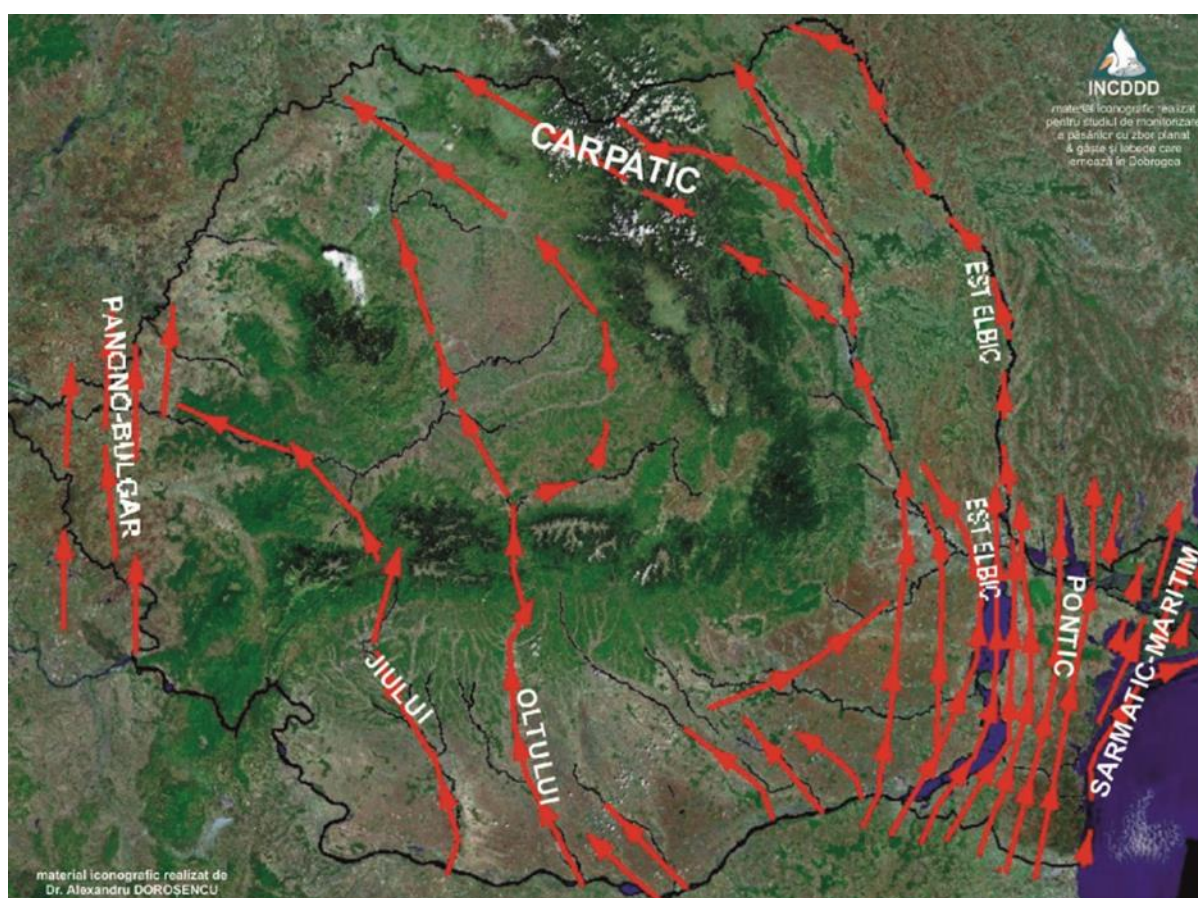 INCDDD
material iconografic realizat
pentru studiul de monitorizare
a păsărilor cu zbor planat
& gâște și lebede care
ernează în Dobrogea
CARPATIC
EST ELBIC
PANONO-BULGAR
EST ELBIC
PONTIC
SARMATIC-MARITIM
JIULUI
OLTULUI
material iconografic realizat de
Dr. Alexandru DOROȘENCU